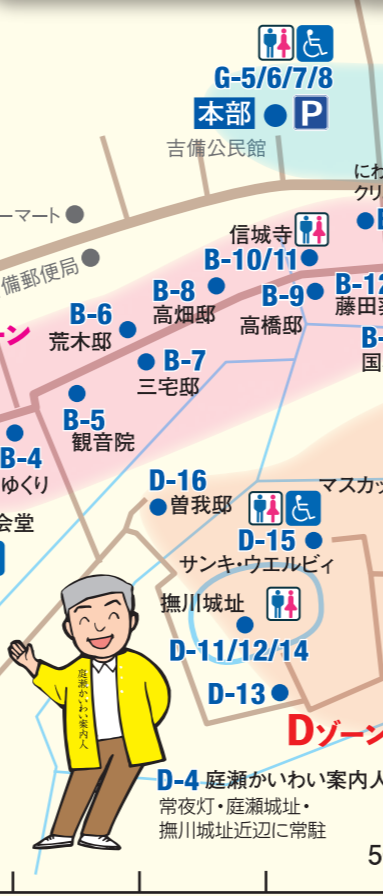 G-5/6/7/8
本部 P
吉備公民館
にわ
クリ
ーマート
信城寺
備郵便局
B-10/11
B-8
高畑邸
B-9
高橋邸
B-12
藤田
B-6
荒木邸
ーン
B-
国
B-7
三宅邸
B-5
観音院
B-4
ゆくり
D-16
曽我邸
マスカッ
会堂
D-15
サンキ・ウエルビィ
撫川城址
D-11/12/14
D-13
Dゾーン
庭瀬かいわい案内人
D-4 庭瀬かいわい案内人
常夜灯・庭瀬城址・
撫川城址近辺に常駐
5